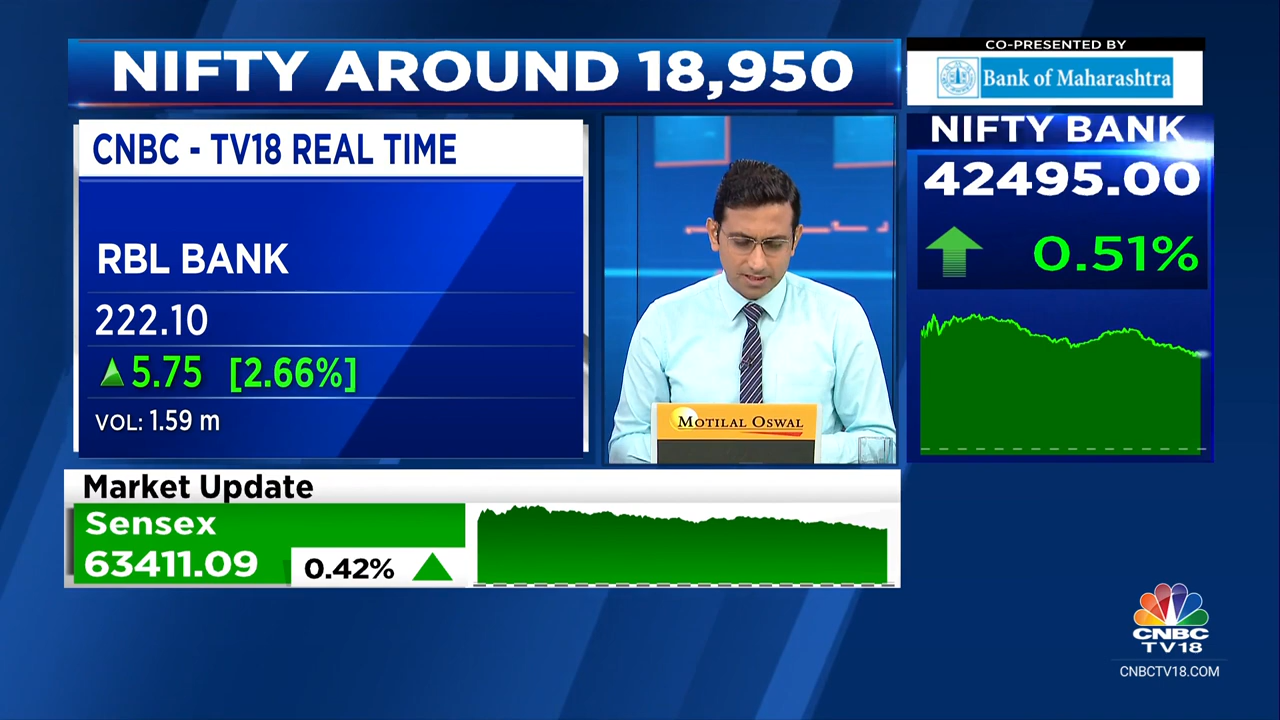 NIFTY AROUND 18,950
CO-PRESENTED BY
Bank of Maharashtra
CNBC - TV18 REAL TIME
RBL BANK
222.10
5.75 [2.66%]
VOL: 1.59 m
MOTILAL OSWAL
NIFTY BANK
42495.00
0.51%
Market Update
Sensex
63411.09
0.42%
CNBC
TV18
CNBCTV18.COM